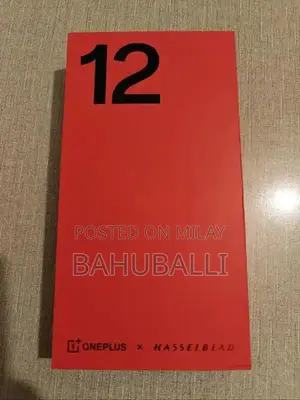 12
POSTED ON MILAY
BAHUBALLI
ONEPLUS × HASSELBLAD